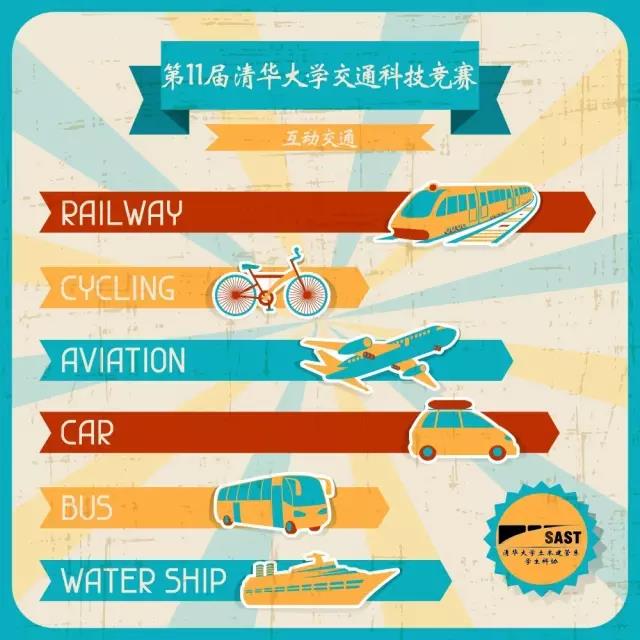 第11届清华大学交通科技竞赛
互动交通
RAILWAY
CYCLING
AVIATION
CAR
BUS
WATER SHIP
SAST
清华大学土木建管系
学生科协